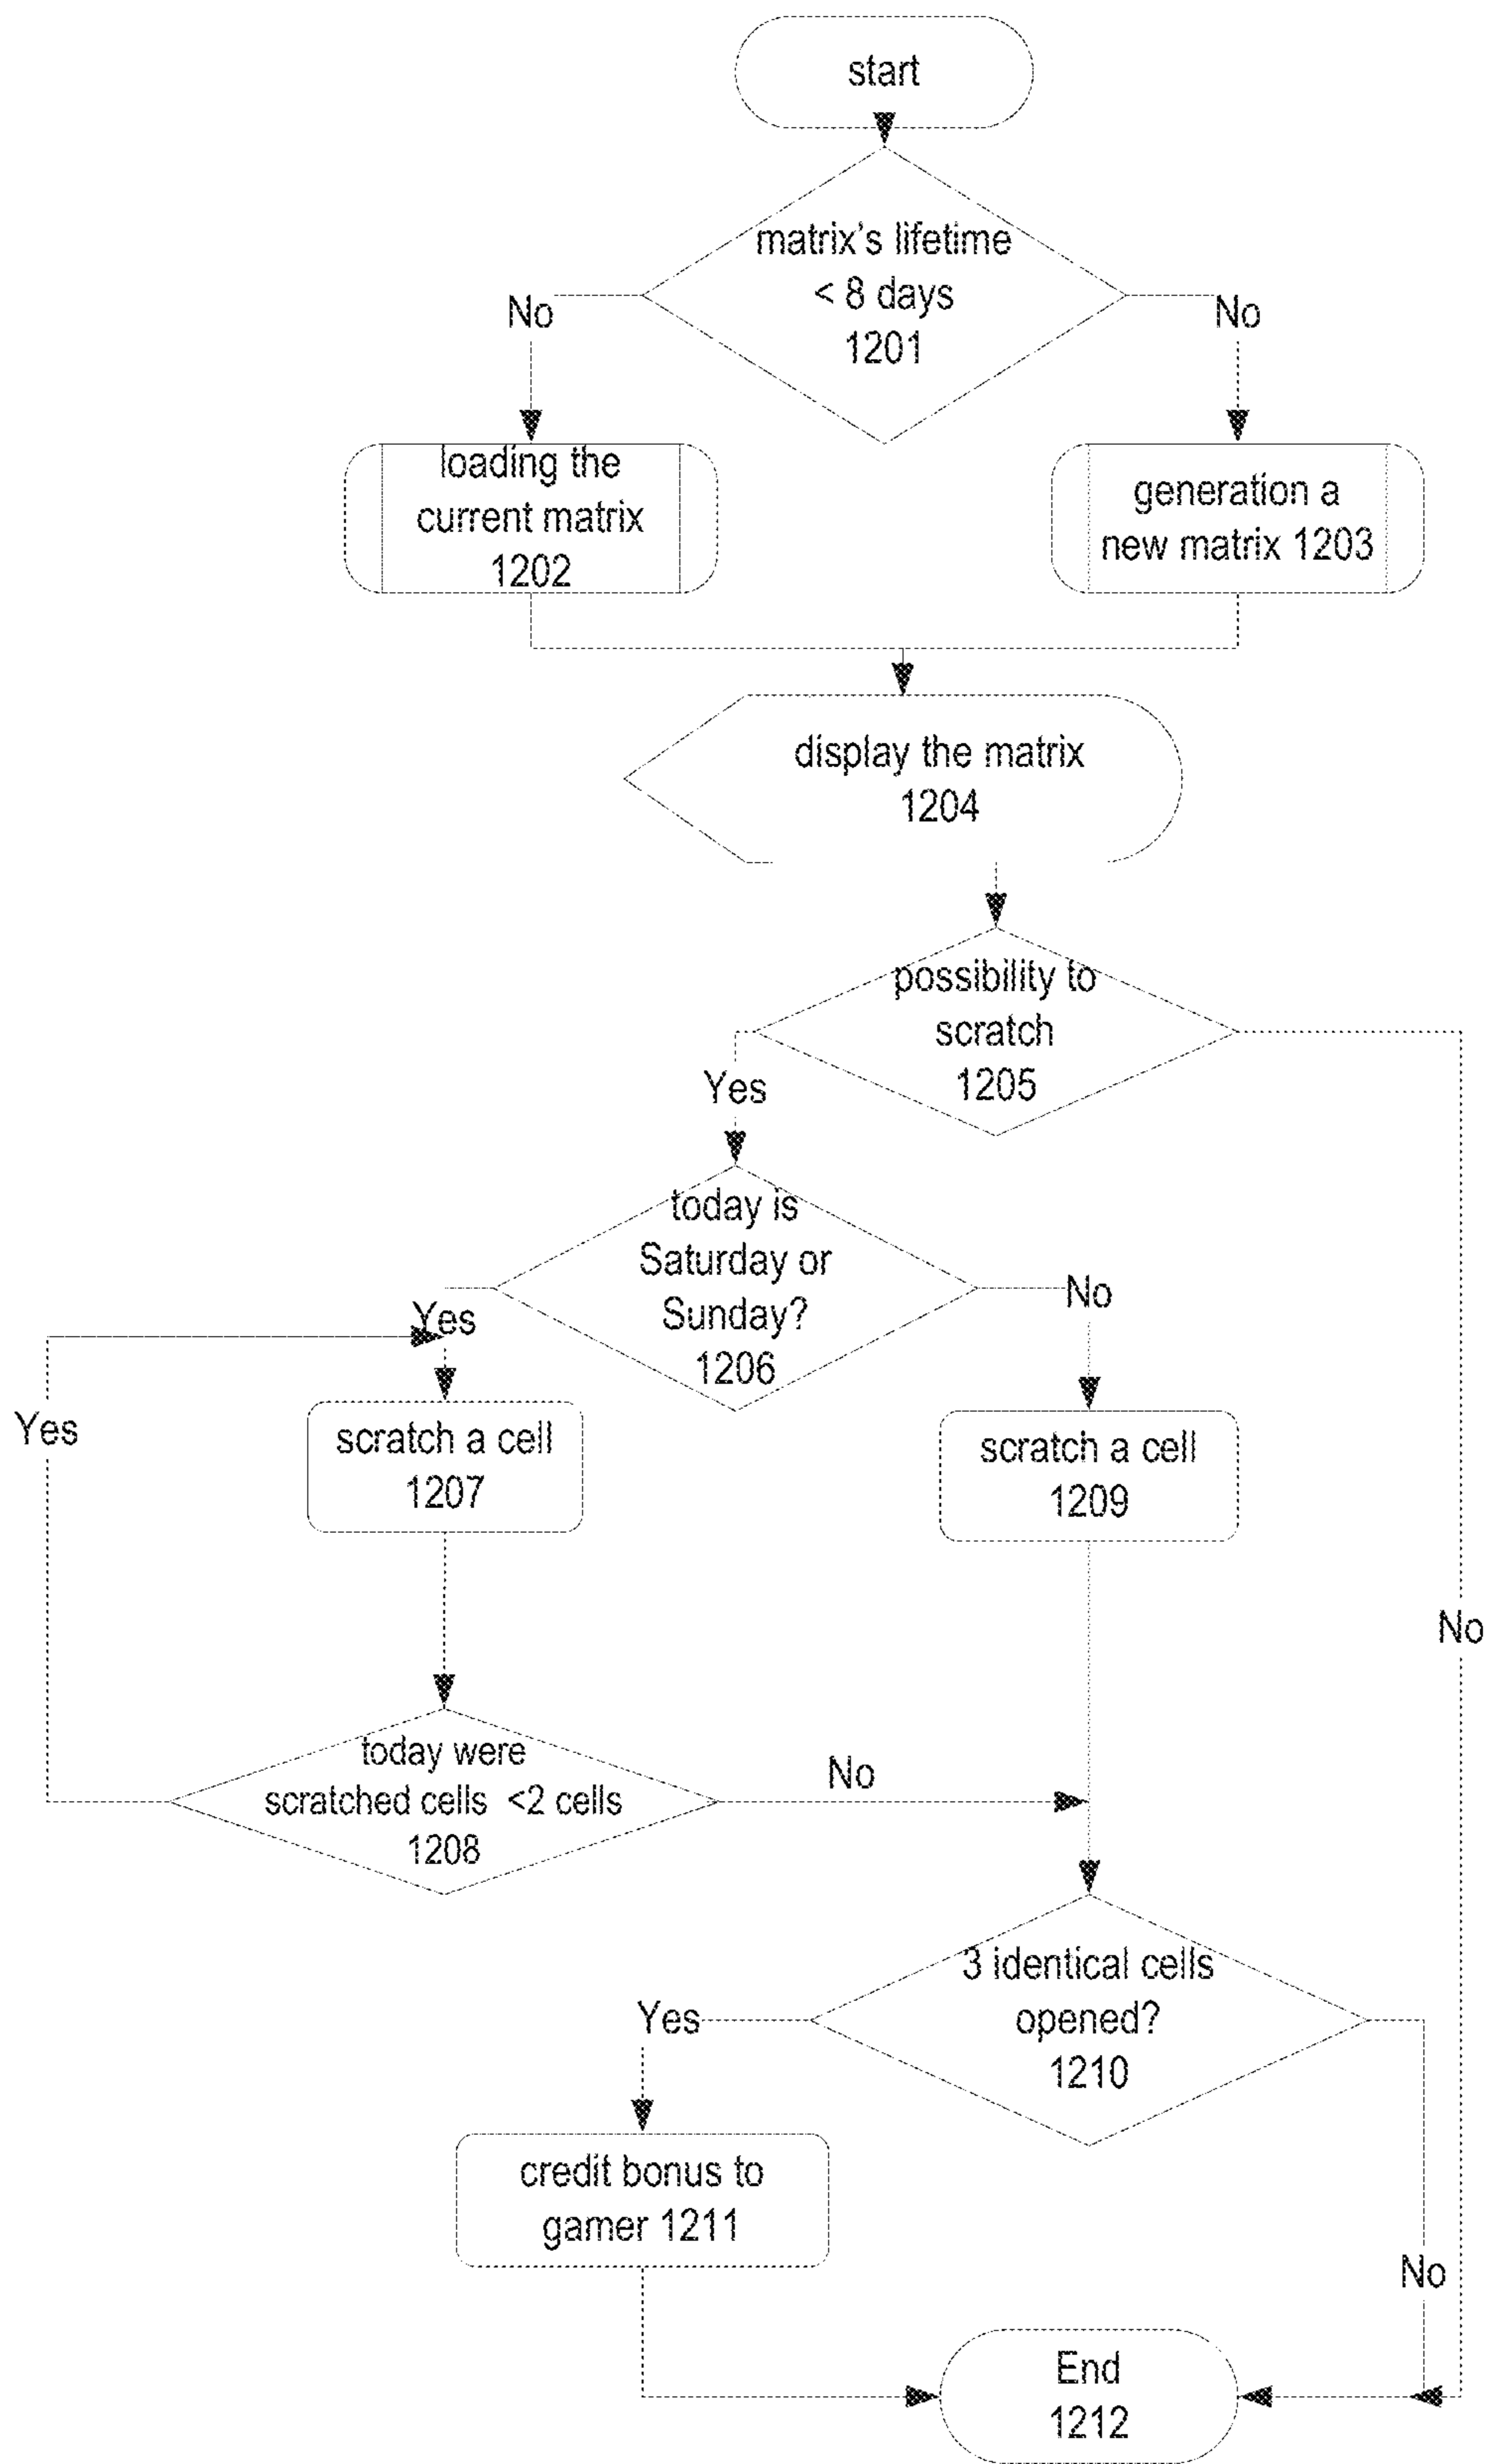 start
matrix's lifetime
< 8 days
1201
No
No
loading the
current matrix
1202
generation a
new matrix 1203
display the matrix
1204
possibility to
scratch
1205
Yes
today is
Saturday or
Sunday?
1206
Yes
No
Yes
scratch a cell
1207
scratch a cell
1209
No
today were
scratched cells <2 cells
1208
No
3 identical cells
opened?
1210
Yes
credit bonus to
gamer 1211
No
End
1212